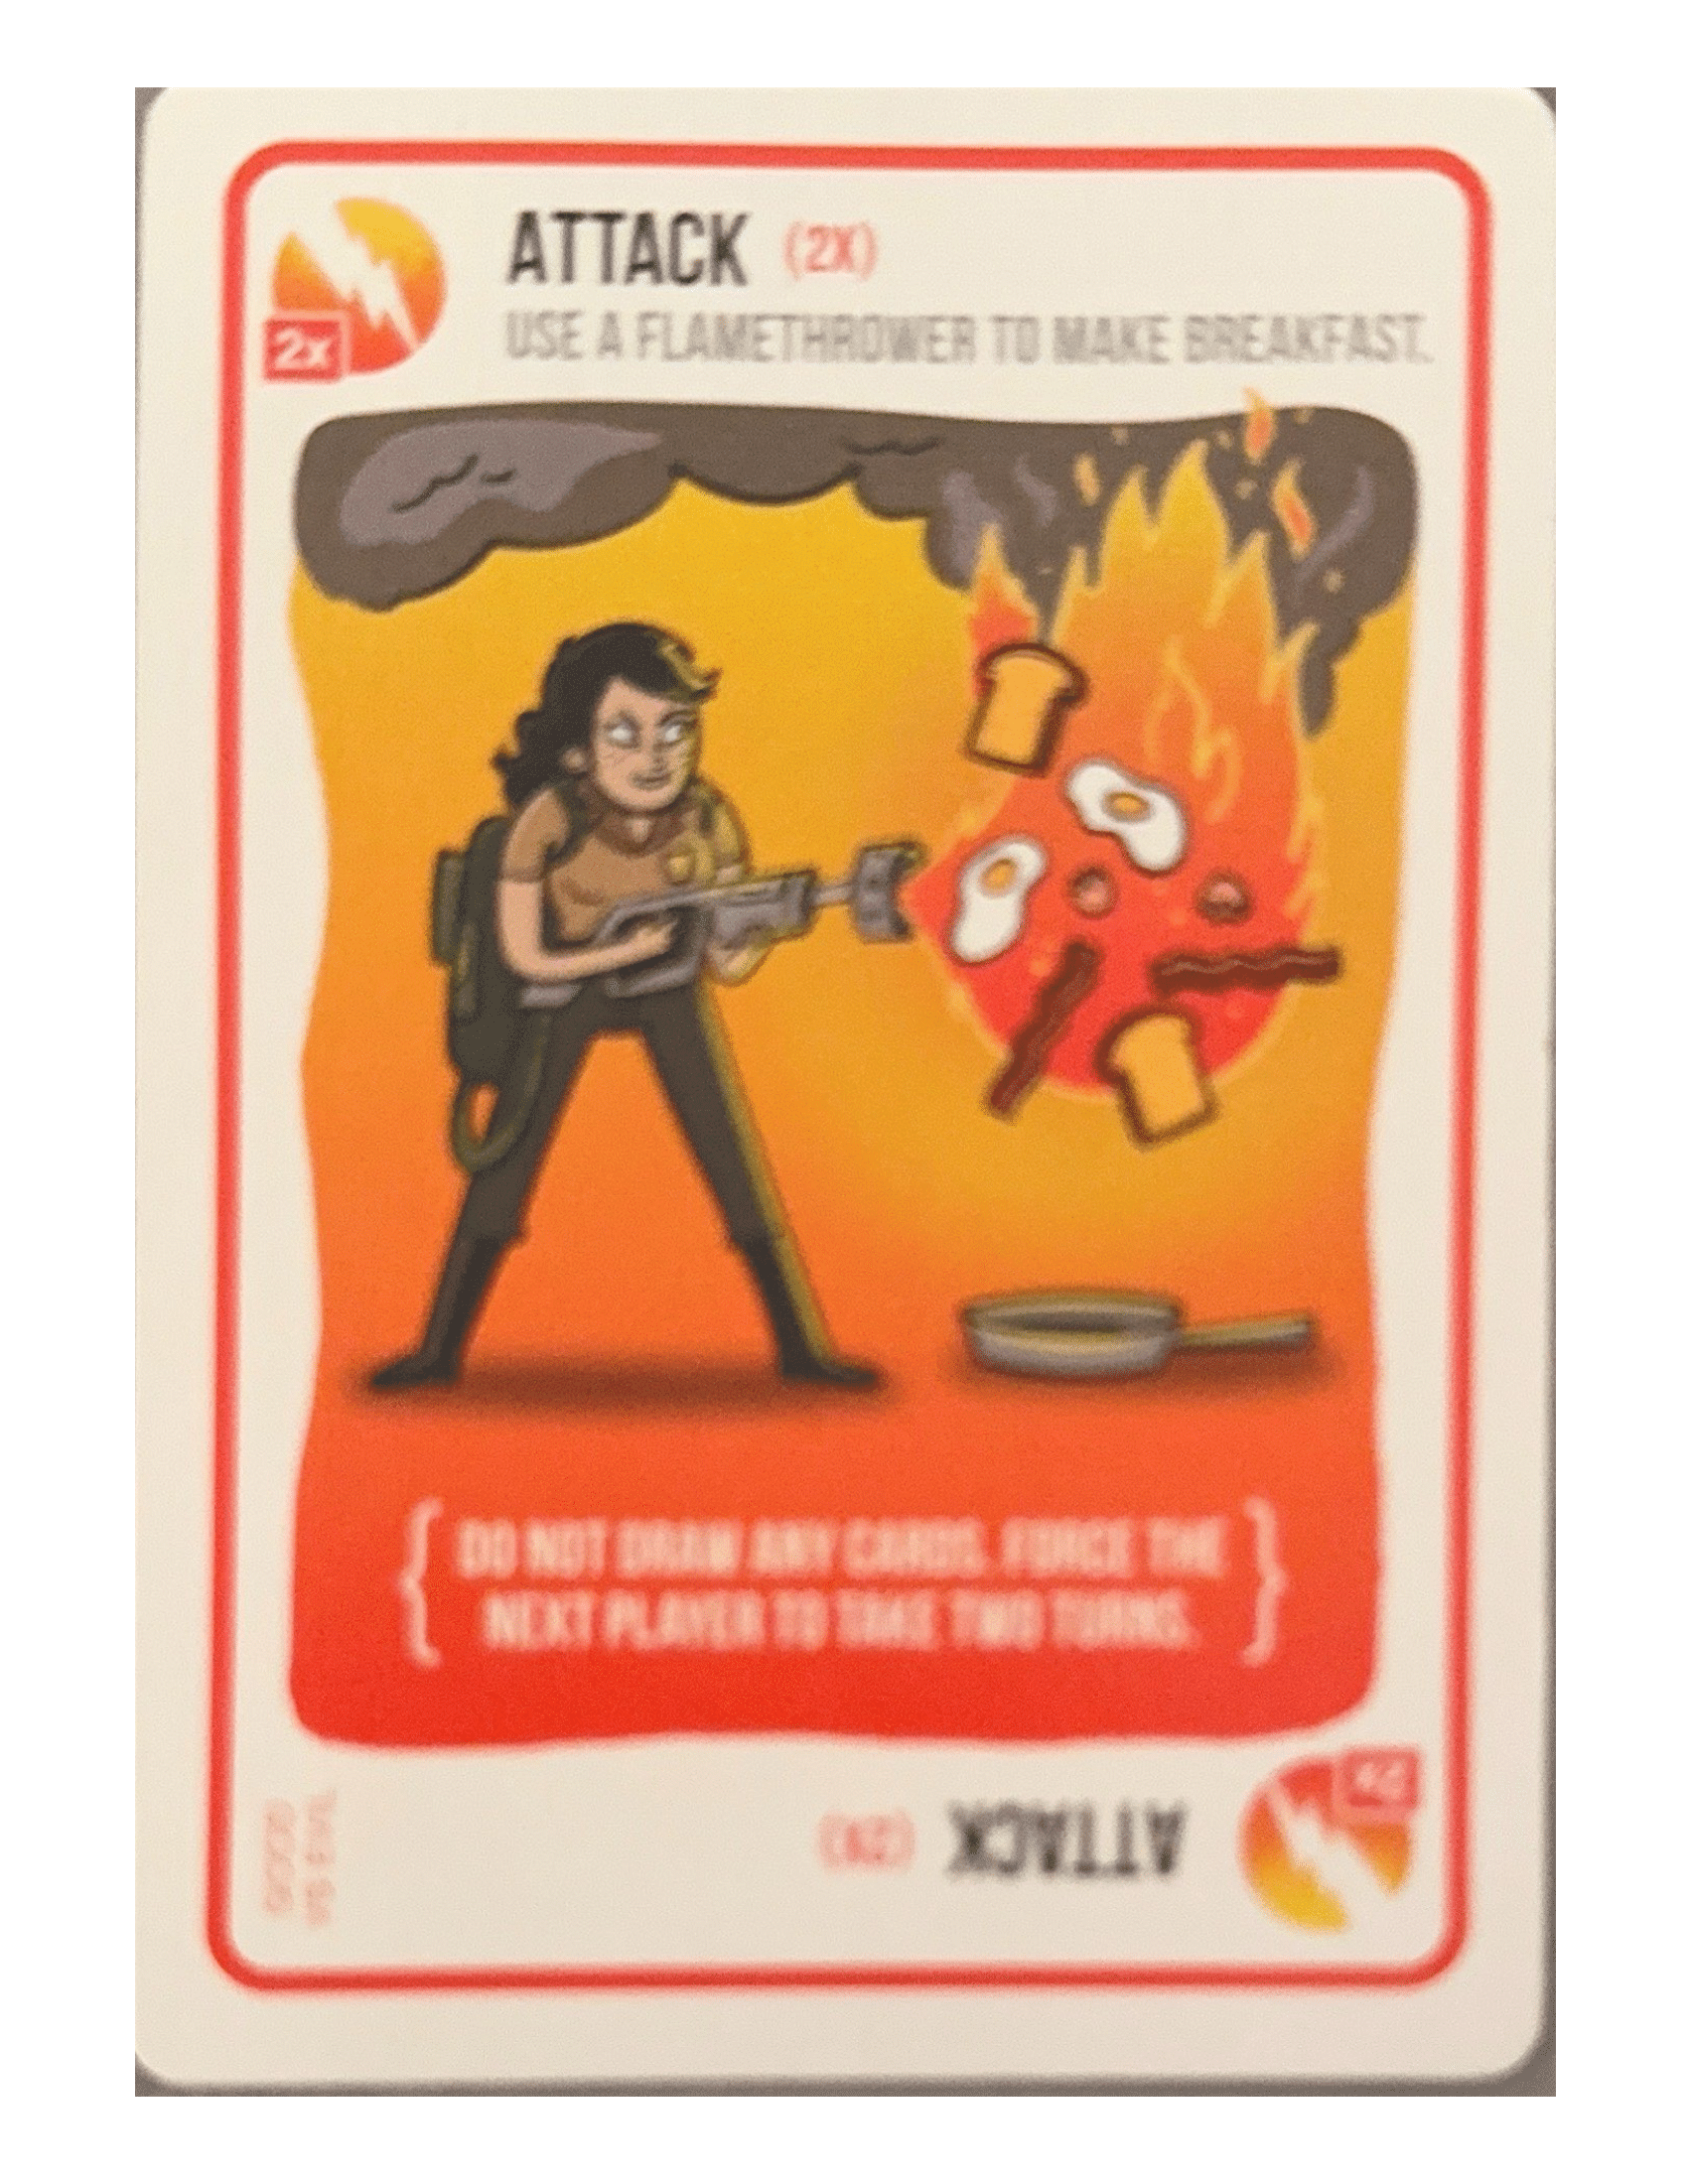 ATTACK (2X)
2x
USE A FLAMETHROWER TO MAKE BREAKFAST.
DO NOT DRAW ANY CARDS. FORCE THE
NEXT PLAYER TO TAKE TWO TURNS.
2x
ATTACK (2X)